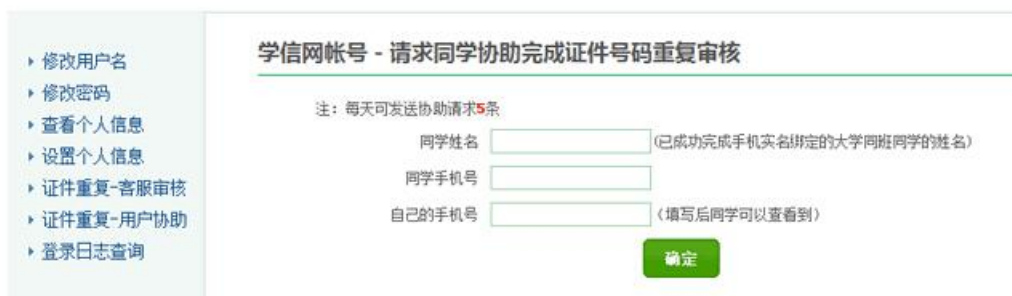 修改用户名
修改密码
查看个人信息
设置个人信息
证件重复-客服审核
证件重复-用户协助
登录日志查询
学信网帐号 - 请求同学协助完成证件号码重复审核
注：每天可发送协助请求5条
同学姓名 (已成功完成手机实名绑定的大学同班同学的姓名)
同学手机号
自己的手机号 （填写后同学可以查看到）
确定